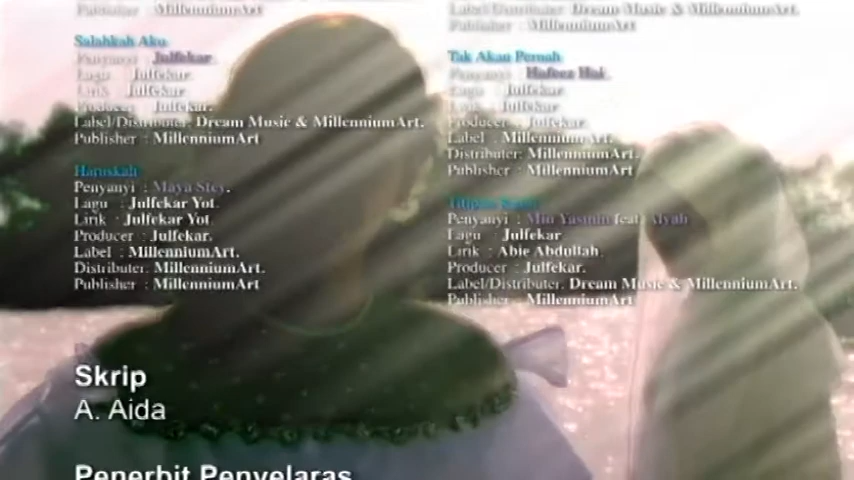 Publisher : MillenniumArt
Salahkah Aku
Penyanyi : Julfekar.
Lagu : Julfekar.
Lirik : Julfekar.
Producer : Julfekar.
Label/Distributer: Dream Music & MillenniumArt.
Publisher : MillenniumArt
Haruskah
Penyanyi : Maya Stey.
Lagu : Julfekar Yot.
Lirik : Julfekar Yot.
Producer : Julfekar.
Label : MillenniumArt.
Distributer: MillenniumArt.
Publisher : MillenniumArt
Label/Distributer: Dream Music & MillenniumArt.
Publisher : MillenniumArt
Tak Akan Pernah
Penyanyi : Hafeez
Lagu : Julfekar.
Lirik : Julfekar.
Producer : Julfekar.
Label : MillenniumArt.
Distributer: MillenniumArt.
Publisher : MillenniumArt
Penyanyi : Yasmin feat.
Lagu : Julfekar
Lirik : Abie Abdullah.
Producer : Julfekar.
Label/Distributer: Dream Music & MillenniumArt.
Publisher : MillenniumArt
Skrip
A. Aida
Penerbit Penyelaras